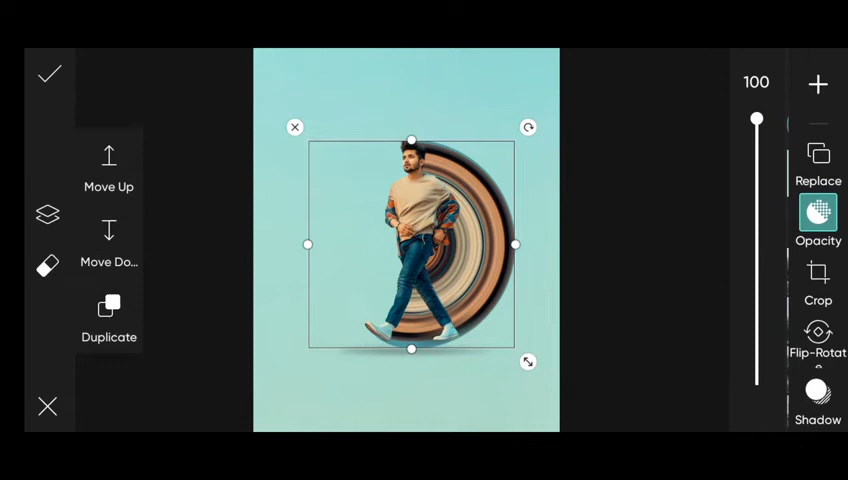 100
Move Up
Replace
Opacity
Move Do...
Crop
Duplicate
Flip-Rotat
Shadow